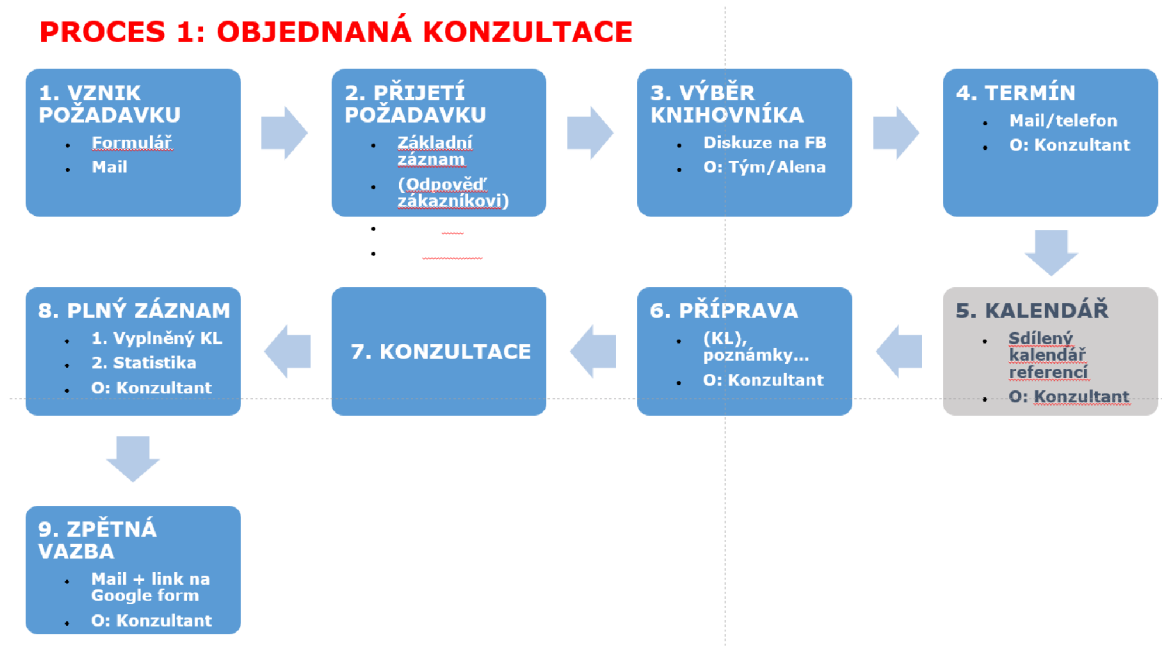 PROCES 1: OBJEDNANÁ KONZULTACE
1. VZNIK
POŽADAVKU
Formulář
Mail
2. PŘIJETÍ
POŽADAVKU
Základní
záznam
(Odpověď
zákazníkovi)
3. VÝBĚR
KNIHOVNÍKA
Diskuze na FB
O: Tým/Alena
4. TERMÍN
Mail/telefon
O: Konzultant
5. KALENDÁŘ
Sdílený
kalendář
referencí
O: Konzultant
6. PŘÍPRAVA
(KL),
poznámky...
O: Konzultant
7. KONZULTACE
8. PLNÝ ZÁZNAM
1. Vyplněný KL
2. Statistika
O: Konzultant
9. ZPĚTNÁ
VAZBA
Mail + link na
Google form
O: Konzultant